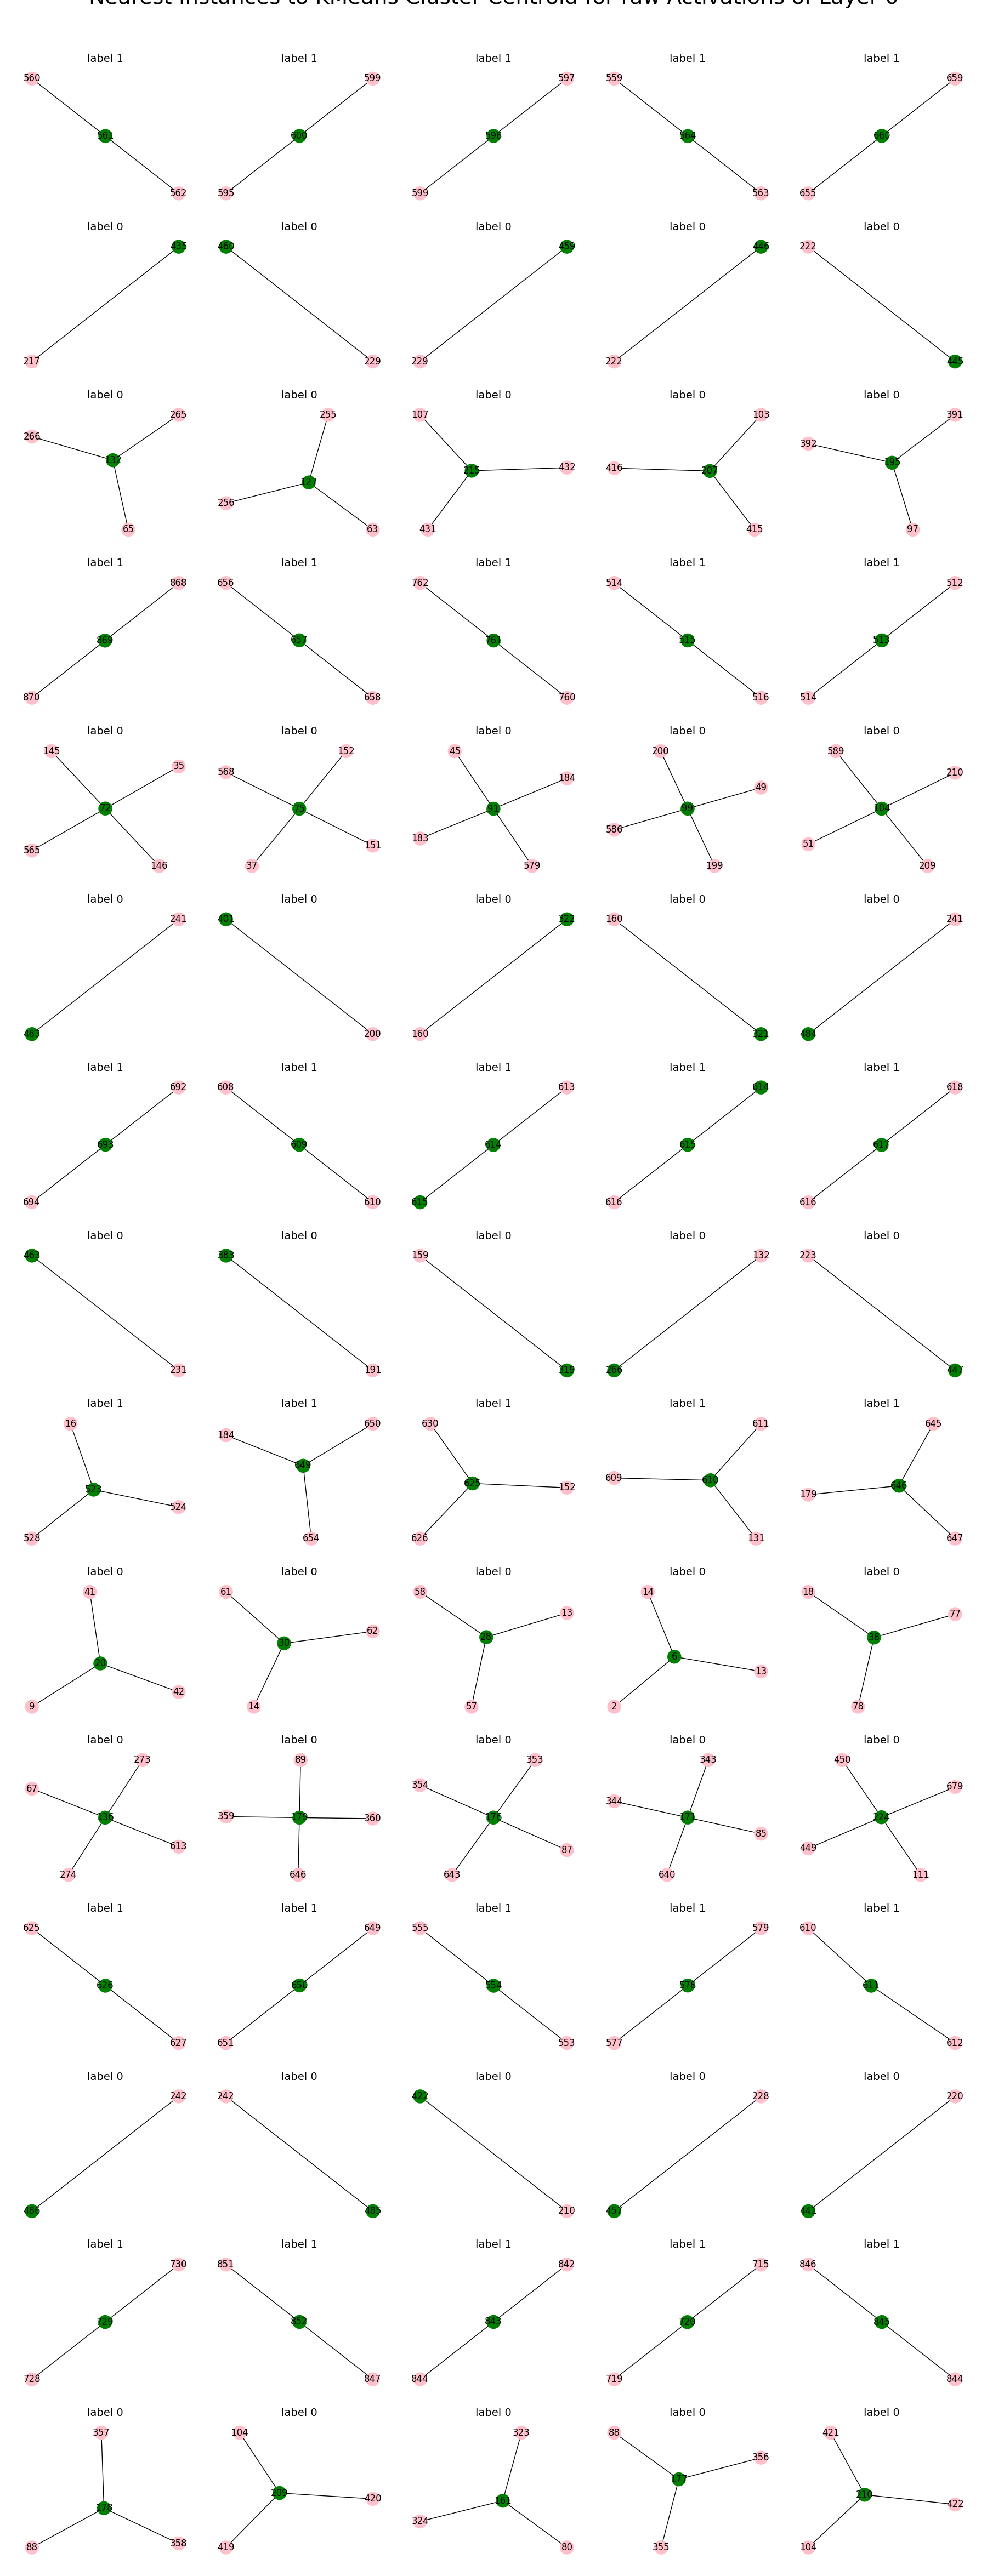 Nearest Instances to KMeans Cluster Centroid for raw Activations of Layer
label 1 label 1 label 1 label 1 label 1
560 599 597 559 659
561 600 598 564 660
562 595 599 563 655
label 0 label 0 label 0 label 0 label 0
435 460 459 446 222
217 229 229 222 445
label 0 label 0 label 0 label 0 label 0
266 265 255 107 103 392 391
132 127 215 432 416 207 195
65 256 63 431 415 97
label 1 label 1 label 1 label 1 label 1
868 656 762 514 512
869 657 761 515 513
870 658 760 516 514
label 0 label 0 label 0 label 0 label 0
145 35 568 152 45 184 200 49 589 210
72 75 91 99 104
565 146 37 151 183 579 586 199 51 209
label 0 label 0 label 0 label 0 label 0
241 401 322 160 241
483 200 160 321 484
label 1 label 1 label 1 label 1 label 1
692 608 613 614 618
693 609 614 615 617
694 610 615 616 616
label 0 label 0 label 0 label 0 label 0
463 383 159 132 223
231 191 319 266 447
label 1 label 1 label 1 label 1 label 1
16 184 650 630 611 645
523 649 625 152 609 610 179 646
528 524 654 626 131 647
label 0 label 0 label 0 label 0 label 0
41 61 62 58 13 14 18 77
20 30 28 6 38
9 42 14 57 2 13 78
label 0 label 0 label 0 label 0 label 0
67 273 89 354 353 344 343 450 679
136 359 179 360 176 171 224
274 613 646 643 87 640 85 449 111
label 1 label 1 label 1 label 1 label 1
625 649 555 579 610
626 650 554 578 611
627 651 553 577 612
label 0 label 0 label 0 label 0 label 0
242 242 422 228 220
486 485 210 457 441
label 1 label 1 label 1 label 1 label 1
730 851 842 715 846
729 852 843 720 845
728 847 844 719 844
label 0 label 0 label 0 label 0 label 0
357 104 323 88 356 421
178 209 420 161 177 210 422
88 358 419 324 80 355 104